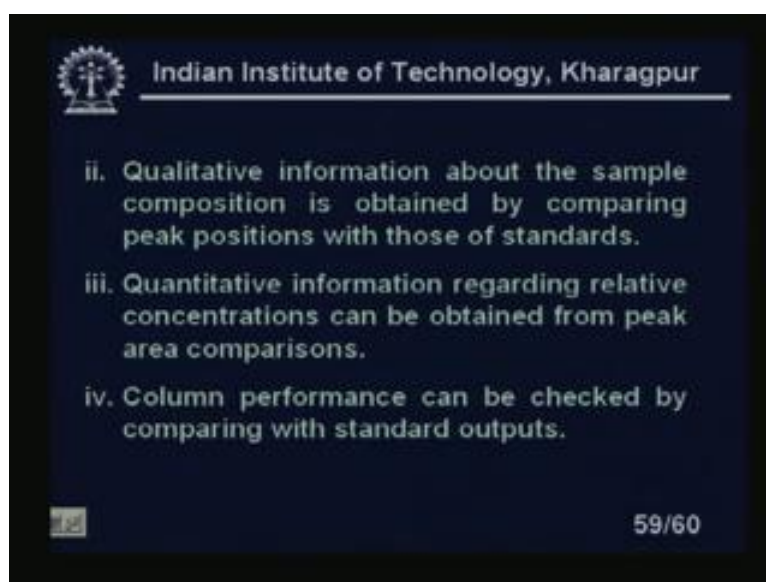 Indian Institute of Technology, Kharagpur
ii. Qualitative information about the sample
composition is obtained by comparing
peak positions with those of standards.
iii. Quantitative information regarding relative
concentrations can be obtained from peak
area comparisons.
iv. Column performance can be checked by
comparing with standard outputs.
59/60